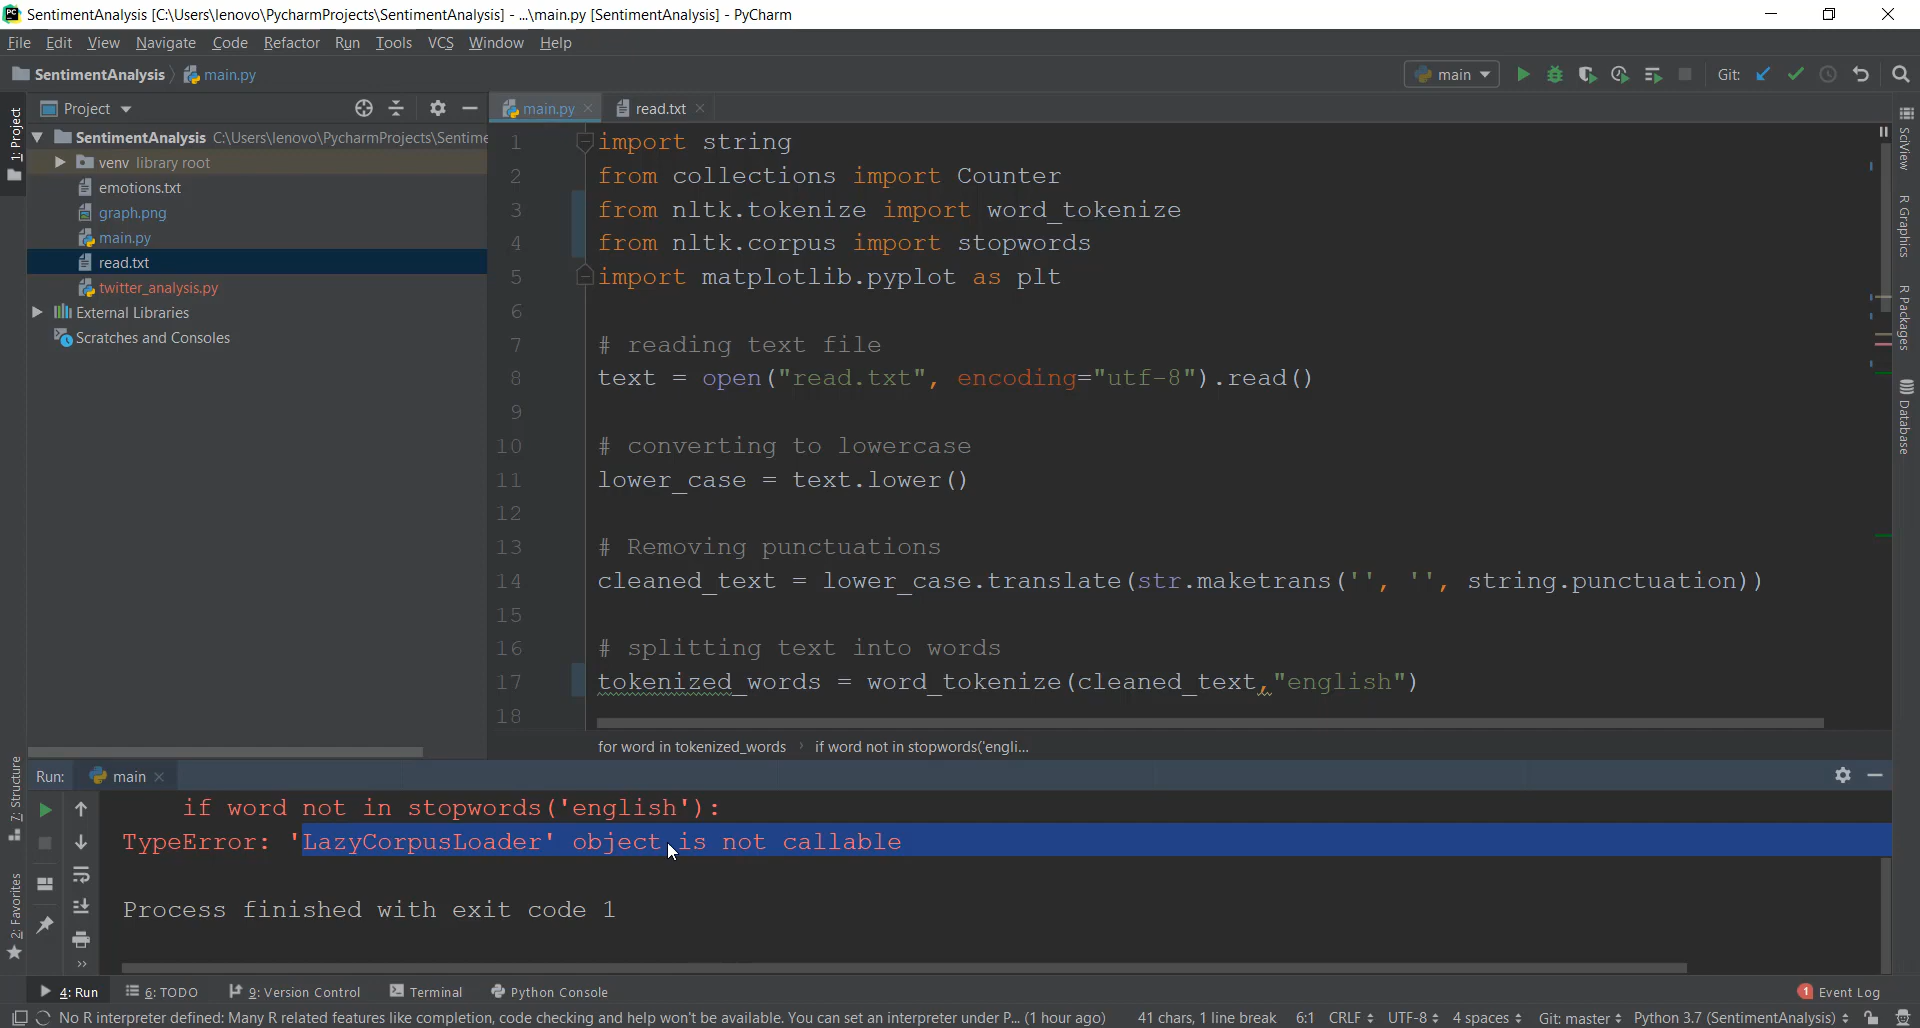 SentimentAnalysis [C:\Users\lenovo\PycharmProjects\SentimentAnalysis] - ...\main.py [SentimentAnalysis] - PyCharm
File Edit View Navigate Code Refactor Run Tools VCS Window Help
SentimentAnalysis main.py
main Git:
1: Project
Project
SentimentAnalysis C:\Users\lenovo\PycharmProjects\Sentime
venv library root
emotions.txt
graph.png
main.py
read.txt
twitter_analysis.py
External Libraries
Scratches and Consoles
main.py read.txt
1 import string
2 from collections import Counter
3 from nltk.tokenize import word_tokenize
4 from nltk.corpus import stopwords
5 import matplotlib.pyplot as plt
6
7 # reading text file
8 text = open("read.txt", encoding="utf-8").read()
9
10 # converting to lowercase
11 lower_case = text.lower()
12
13 # Removing punctuations
14 cleaned_text = lower_case.translate(str.maketrans('', '', string.punctuation))
15
16 # splitting text into words
17 tokenized_words = word_tokenize(cleaned_text,"english")
18
for word in tokenized_words if word not in stopwords('engli...
SciView
R Graphics
R Packages
Database
7: Structure
2: Favorites
Run: main
if word not in stopwords('english'):
TypeError: 'LazyCorpusLoader' object is not callable
Process finished with exit code 1
4: Run 6: TODO 9: Version Control Terminal Python Console 1 Event Log
No R interpreter defined: Many R related features like completion, code checking and help won't be available. You can set an interpreter under P... (1 hour ago) 41 chars, 1 line break 6:1 CRLF UTF-8 4 spaces Git: master Python 3.7 (SentimentAnalysis)